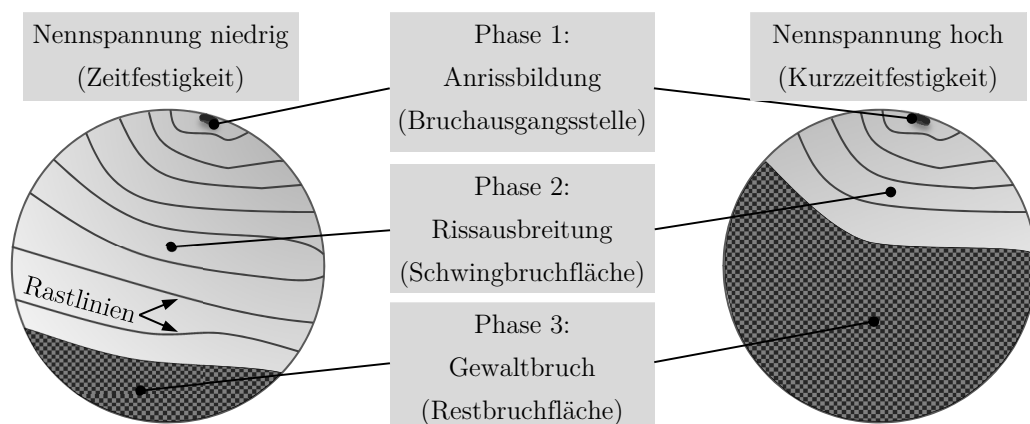 Nennspannung niedrig
(Zeitfestigkeit)
Phase 1:
Anrissbildung
(Bruchausgangsstelle)
Nennspannung hoch
(Kurzzeitfestigkeit)
Phase 2:
Rissausbreitung
(Schwingbruchfläche)
Rastlinien
Phase 3:
Gewaltbruch
(Restbruchfläche)